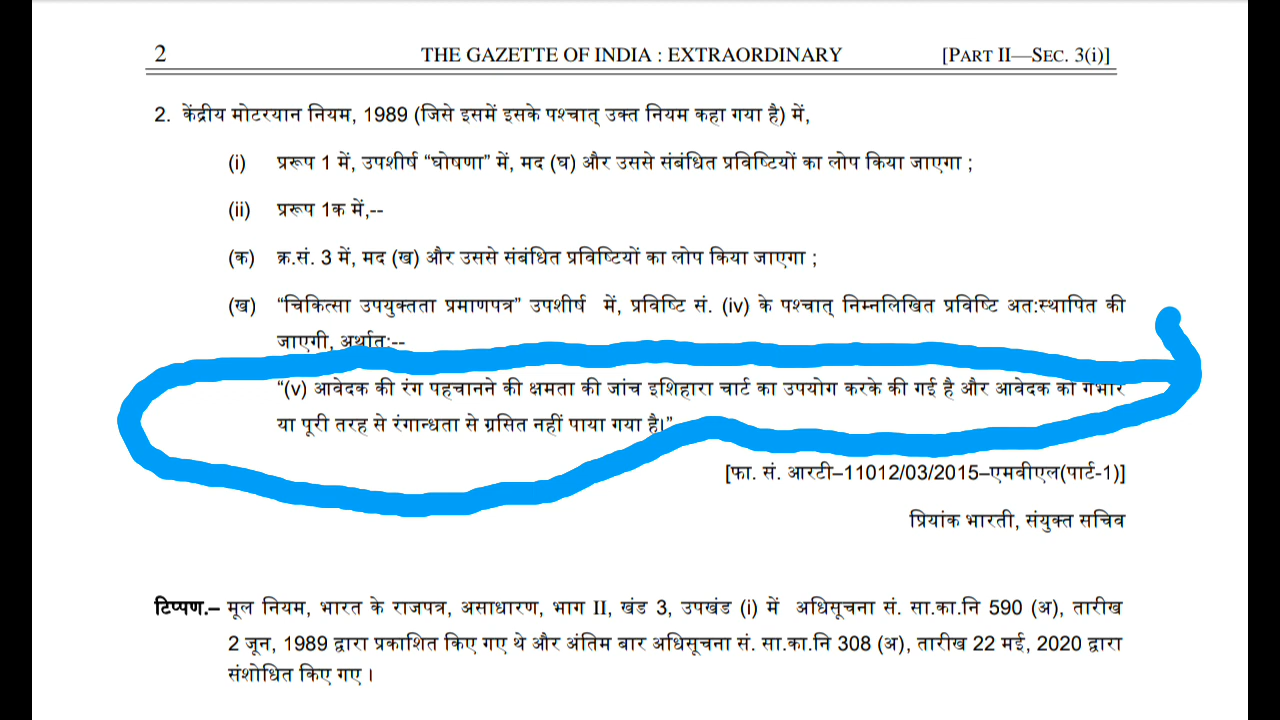 2 THE GAZETTE OF INDIA : EXTRAORDINARY [PART II—SEC. 3(i)]
2. केंद्रीय मोटरयान नियम, 1989 (जिसे इसमें इसके पश्चात् उक्त नियम कहा गया है) में,
(i) प्ररूप 1 में, उपशीर्ष “घोषणा” में, मद (घ) और उससे संबंधित प्रविष्टियों का लोप किया जाएगा ;
(ii) प्ररूप 1क में,--
(क) क्र.सं. 3 में, मद (ख) और उससे संबंधित प्रविष्टियों का लोप किया जाएगा ;
(ख) “चिकित्सा उपयुक्तता प्रमाणपत्र” उपशीर्ष में, प्रविष्टि सं. (iv) के पश्चात् निम्नलिखित प्रविष्टि अत:स्थापित की
जाएगी, अर्थात:--
“(v) आवेदक की रंग पहचानने की क्षमता की जांच इशिहारा चार्ट का उपयोग करके की गई है और आवेदक को गंभीर
या पूरी तरह से रंगान्धता से ग्रसित नहीं पाया गया है।”
[फा. सं. आरटी–11012/03/2015–एमवीएल(पार्ट-1)]
प्रियांक भारती, संयुक्त सचिव
टिप्पण.– मूल नियम, भारत के राजपत्र, असाधारण, भाग II, खंड 3, उपखंड (i) में अधिसूचना सं. सा.का.नि 590 (अ), तारीख
2 जून, 1989 द्वारा प्रकाशित किए गए थे और अंतिम बार अधिसूचना सं. सा.का.नि 308 (अ), तारीख 22 मई, 2020 द्वारा
संशोधित किए गए ।